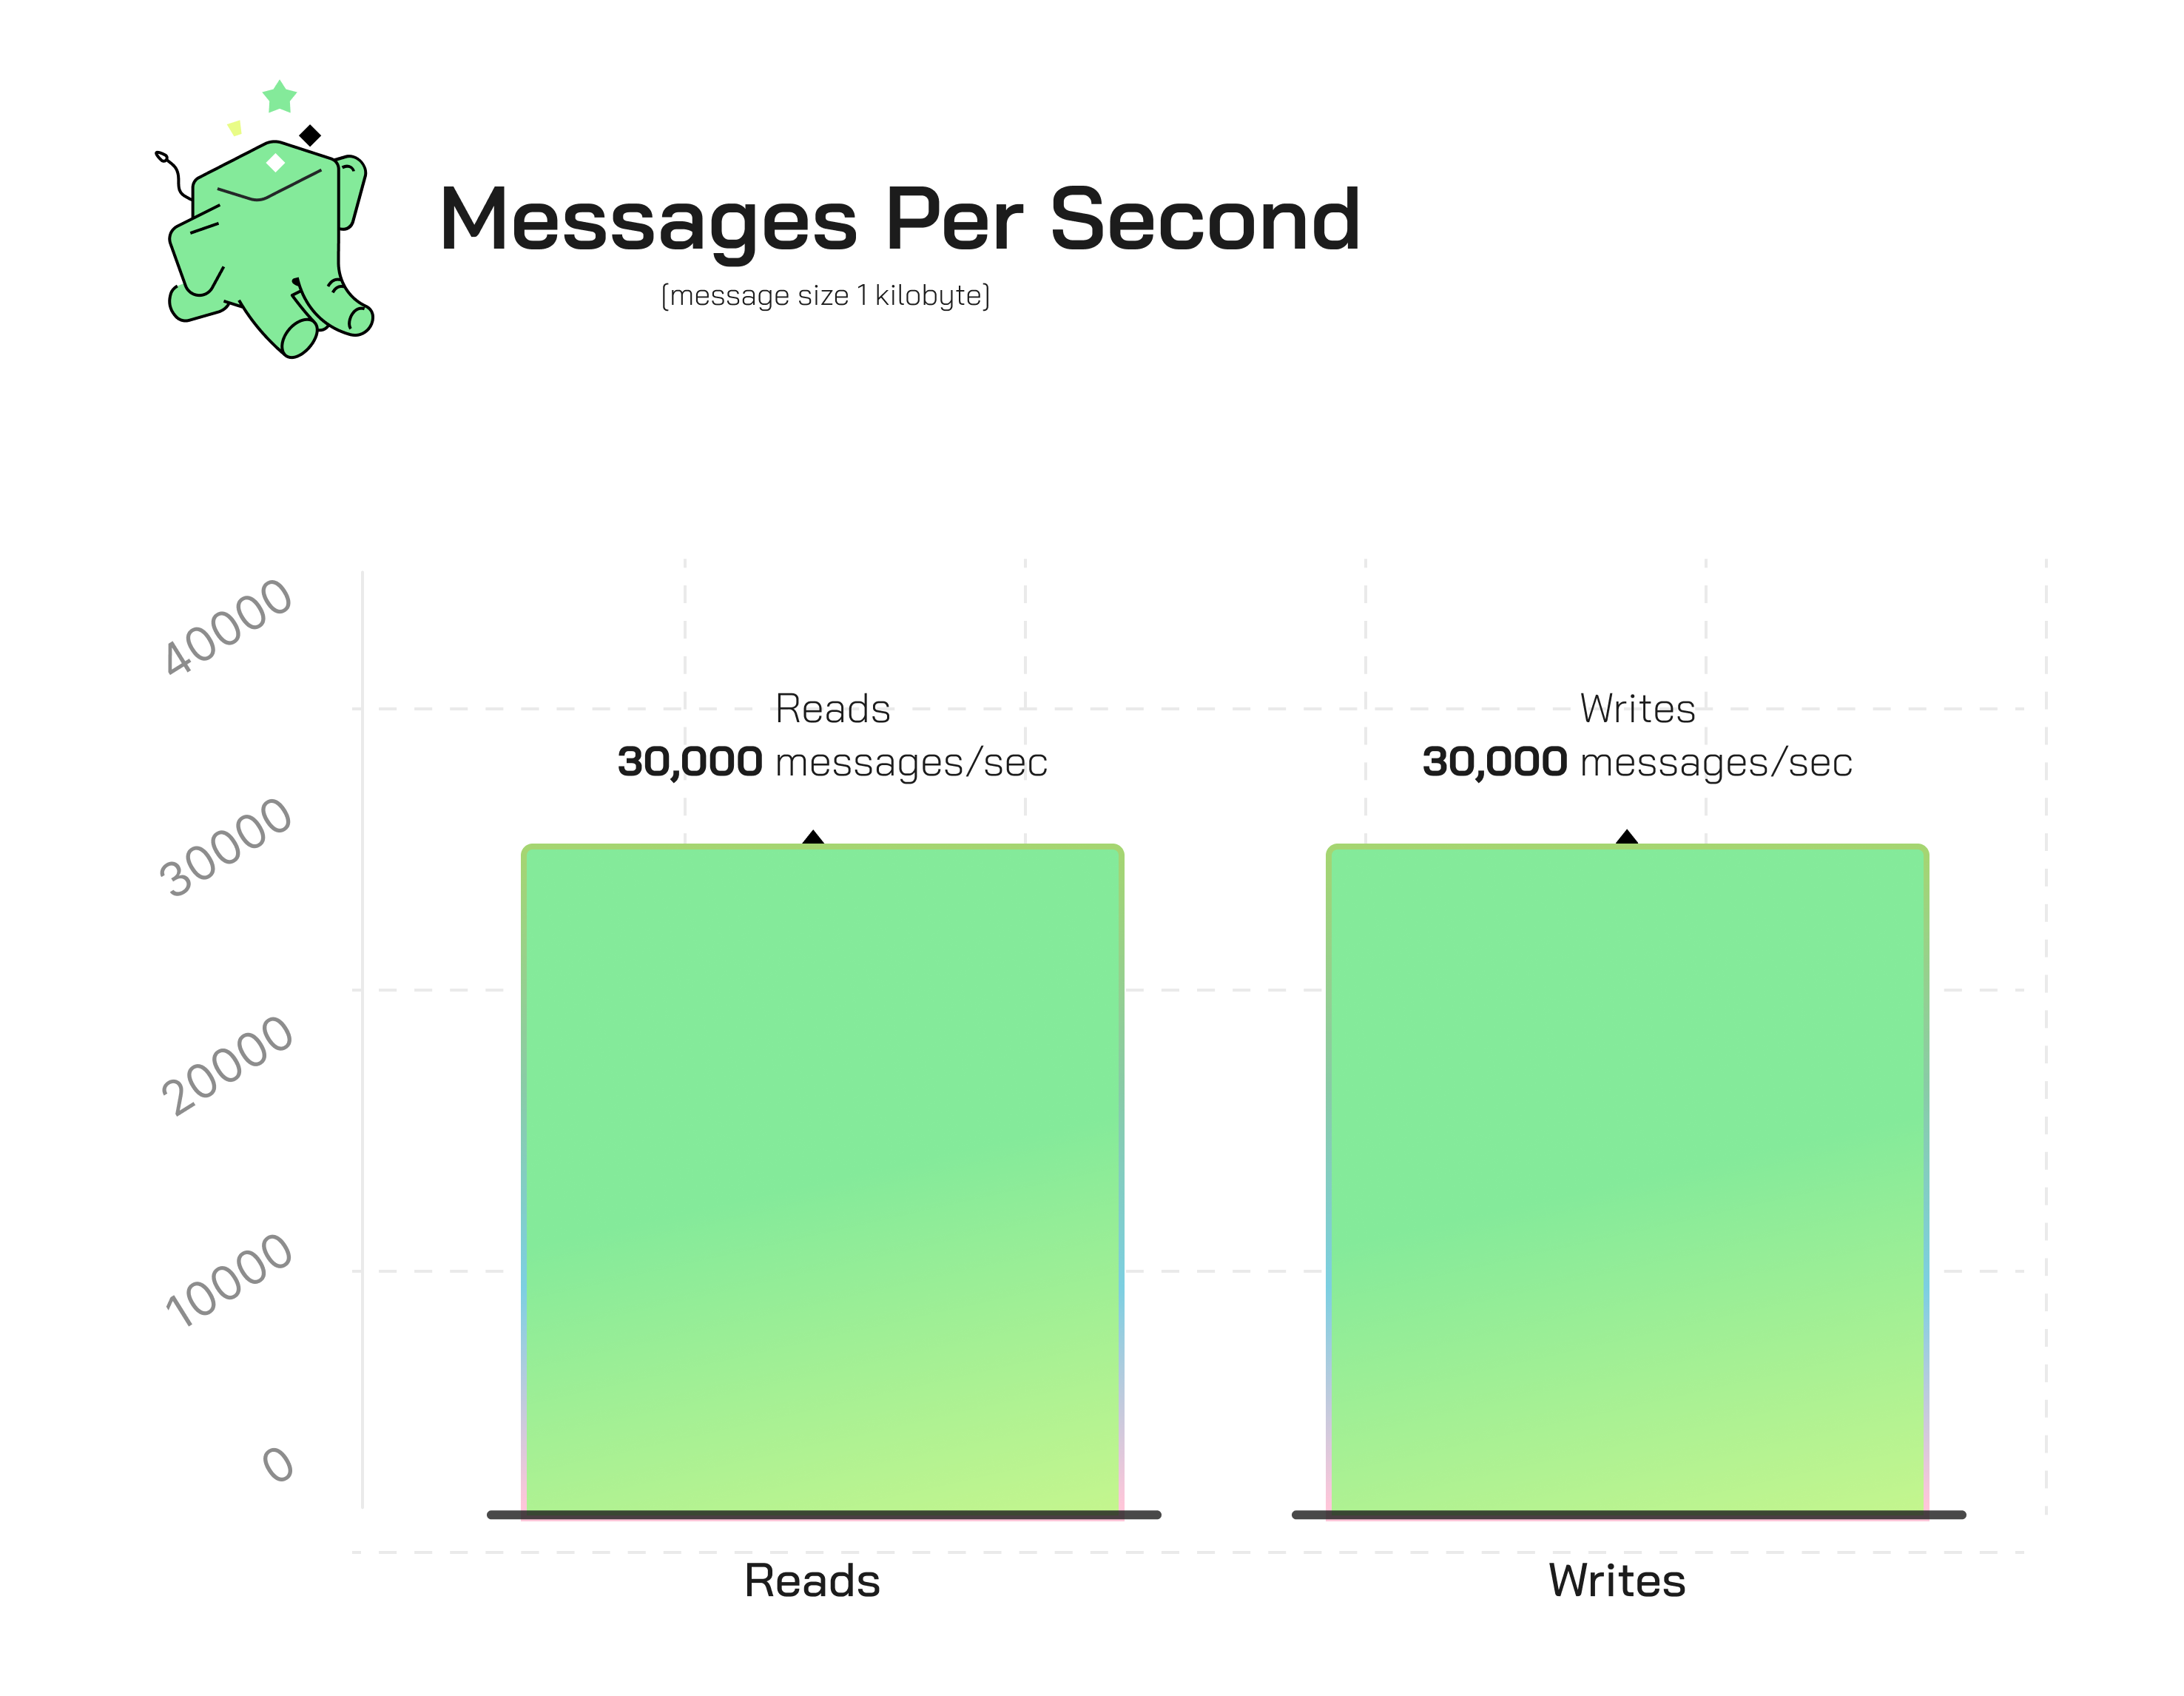 Messages Per Second
(message size 1 kilobyte)
40000
30000
20000
10000
0
Reads
30,000 messages/sec
Writes
30,000 messages/sec
Reads
Writes